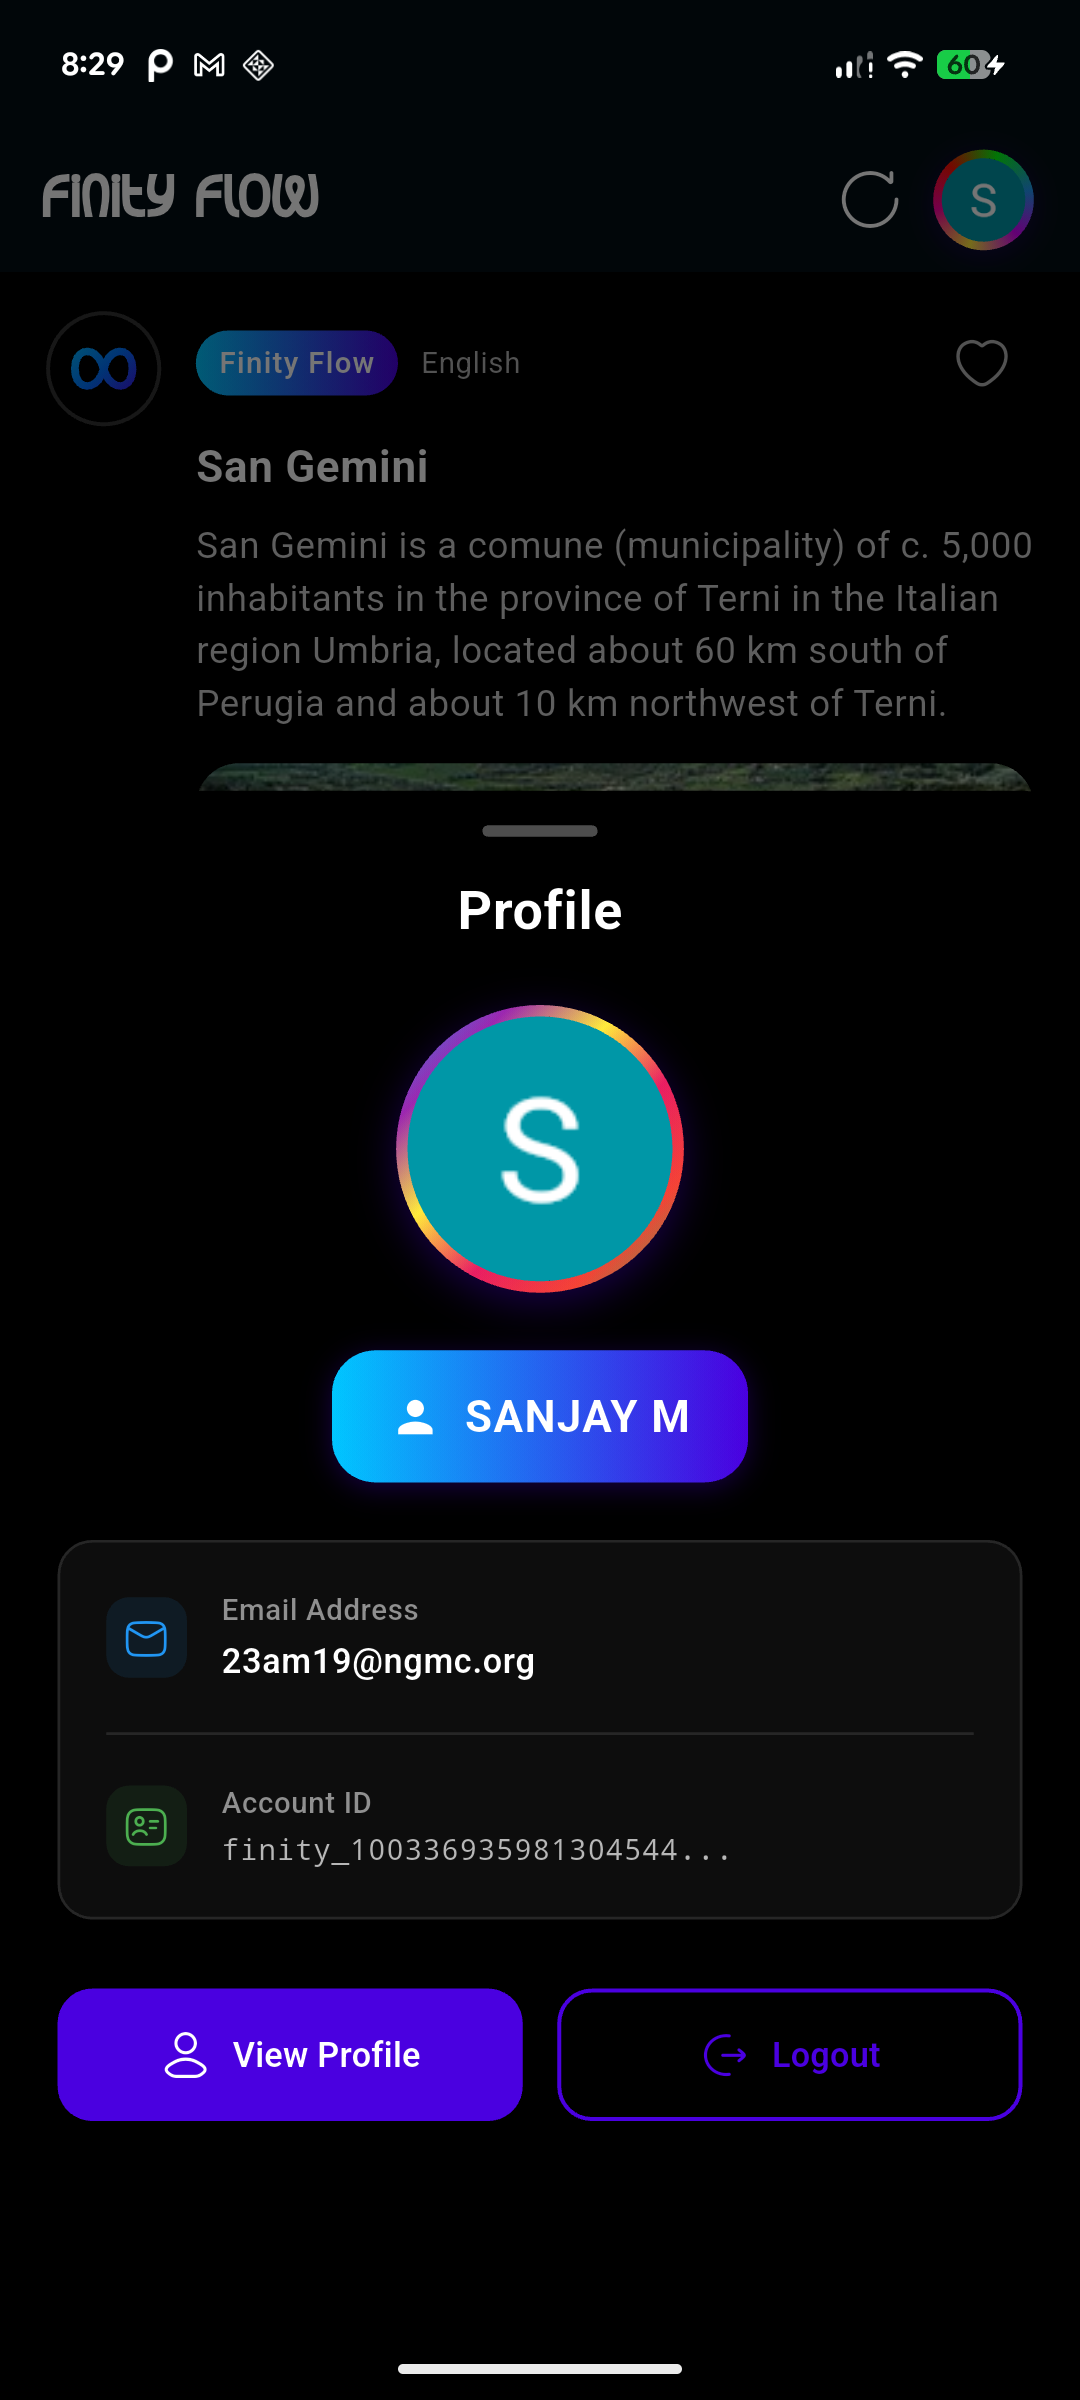 8:29
60
Finity Flow
S
Finity Flow
English
San Gemini
San Gemini is a comune (municipality) of c. 5,000
inhabitants in the province of Terni in the Italian
region Umbria, located about 60 km south of
Perugia and about 10 km northwest of Terni.
Profile
S
SANJAY M
Email Address
23am19@ngmc.org
Account ID
finity_100336935981304544...
View Profile
Logout